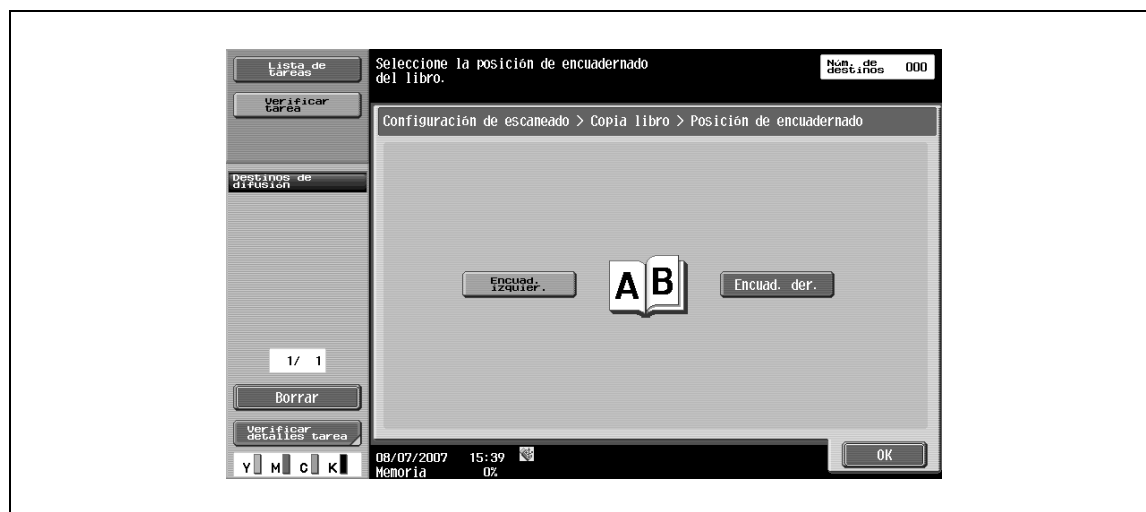 Lista de
tareas
Verificar
tarea
Destinos de
difusión
1/ 1
Borrar
Verificar
detalles tarea
Y M C K
Seleccione la posición de encuadernado
del libro.
Núm. de
destinos 000
Configuración de escaneado > Copia libro > Posición de encuadernado
Encuad.
izquier.
A B
Encuad. der.
08/07/2007 15:39
Memoria 0%
OK